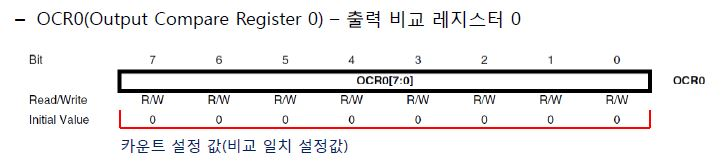 – OCR0(Output Compare Register 0) – 출력 비교 레지스터 0
Bit 7 6 5 4 3 2 1 0
OCR0[7:0] OCR0
Read/Write R/W R/W R/W R/W R/W R/W R/W R/W
Initial Value 0 0 0 0 0 0 0 0
카운트 설정 값(비교 일치 설정값)